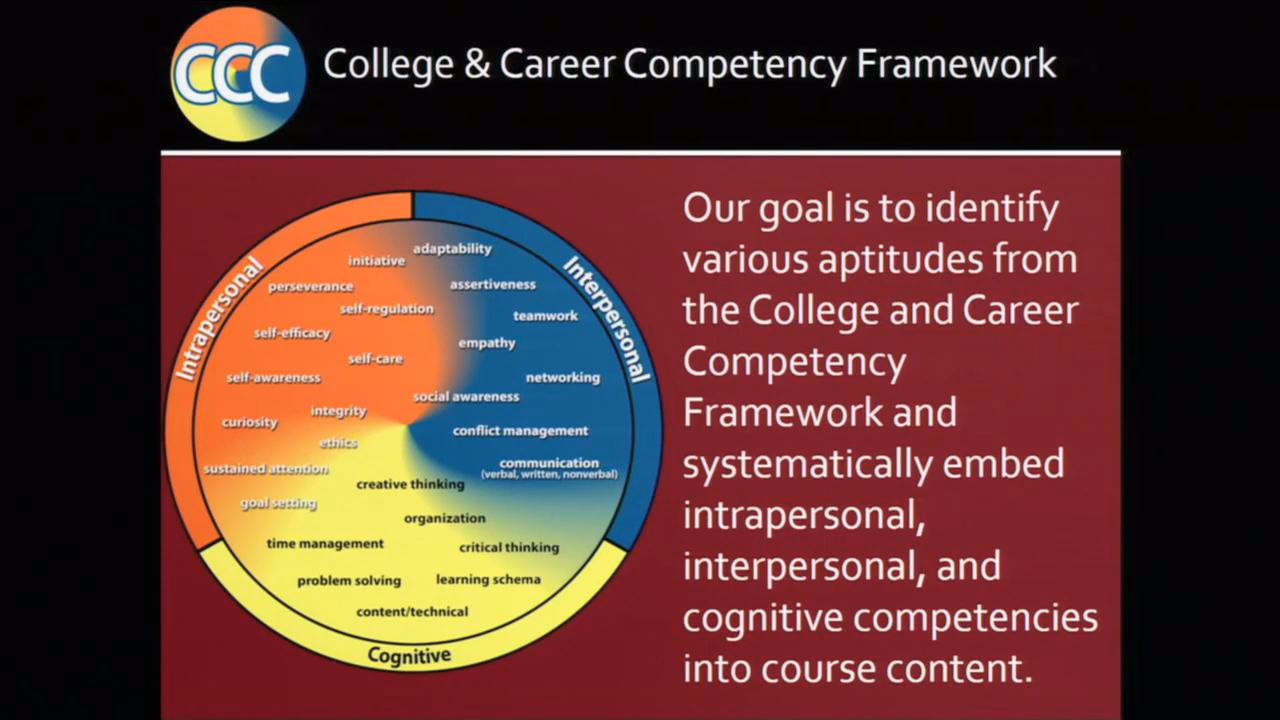 CCC
College & Career Competency Framework
Intrapersonal
Interpersonal
Cognitive
adaptability
initiative
perseverance
assertiveness
self-regulation
teamwork
self-efficacy
empathy
self-care
self-awareness
networking
social awareness
integrity
curiosity
conflict management
ethics
communication
sustained attention
(verbal, written, nonverbal)
creative thinking
goal setting
organization
time management
critical thinking
problem solving
learning schema
content/technical
Our goal is to identify
various aptitudes from
the College and Career
Competency
Framework and
systematically embed
intrapersonal,
interpersonal, and
cognitive competencies
into course content.